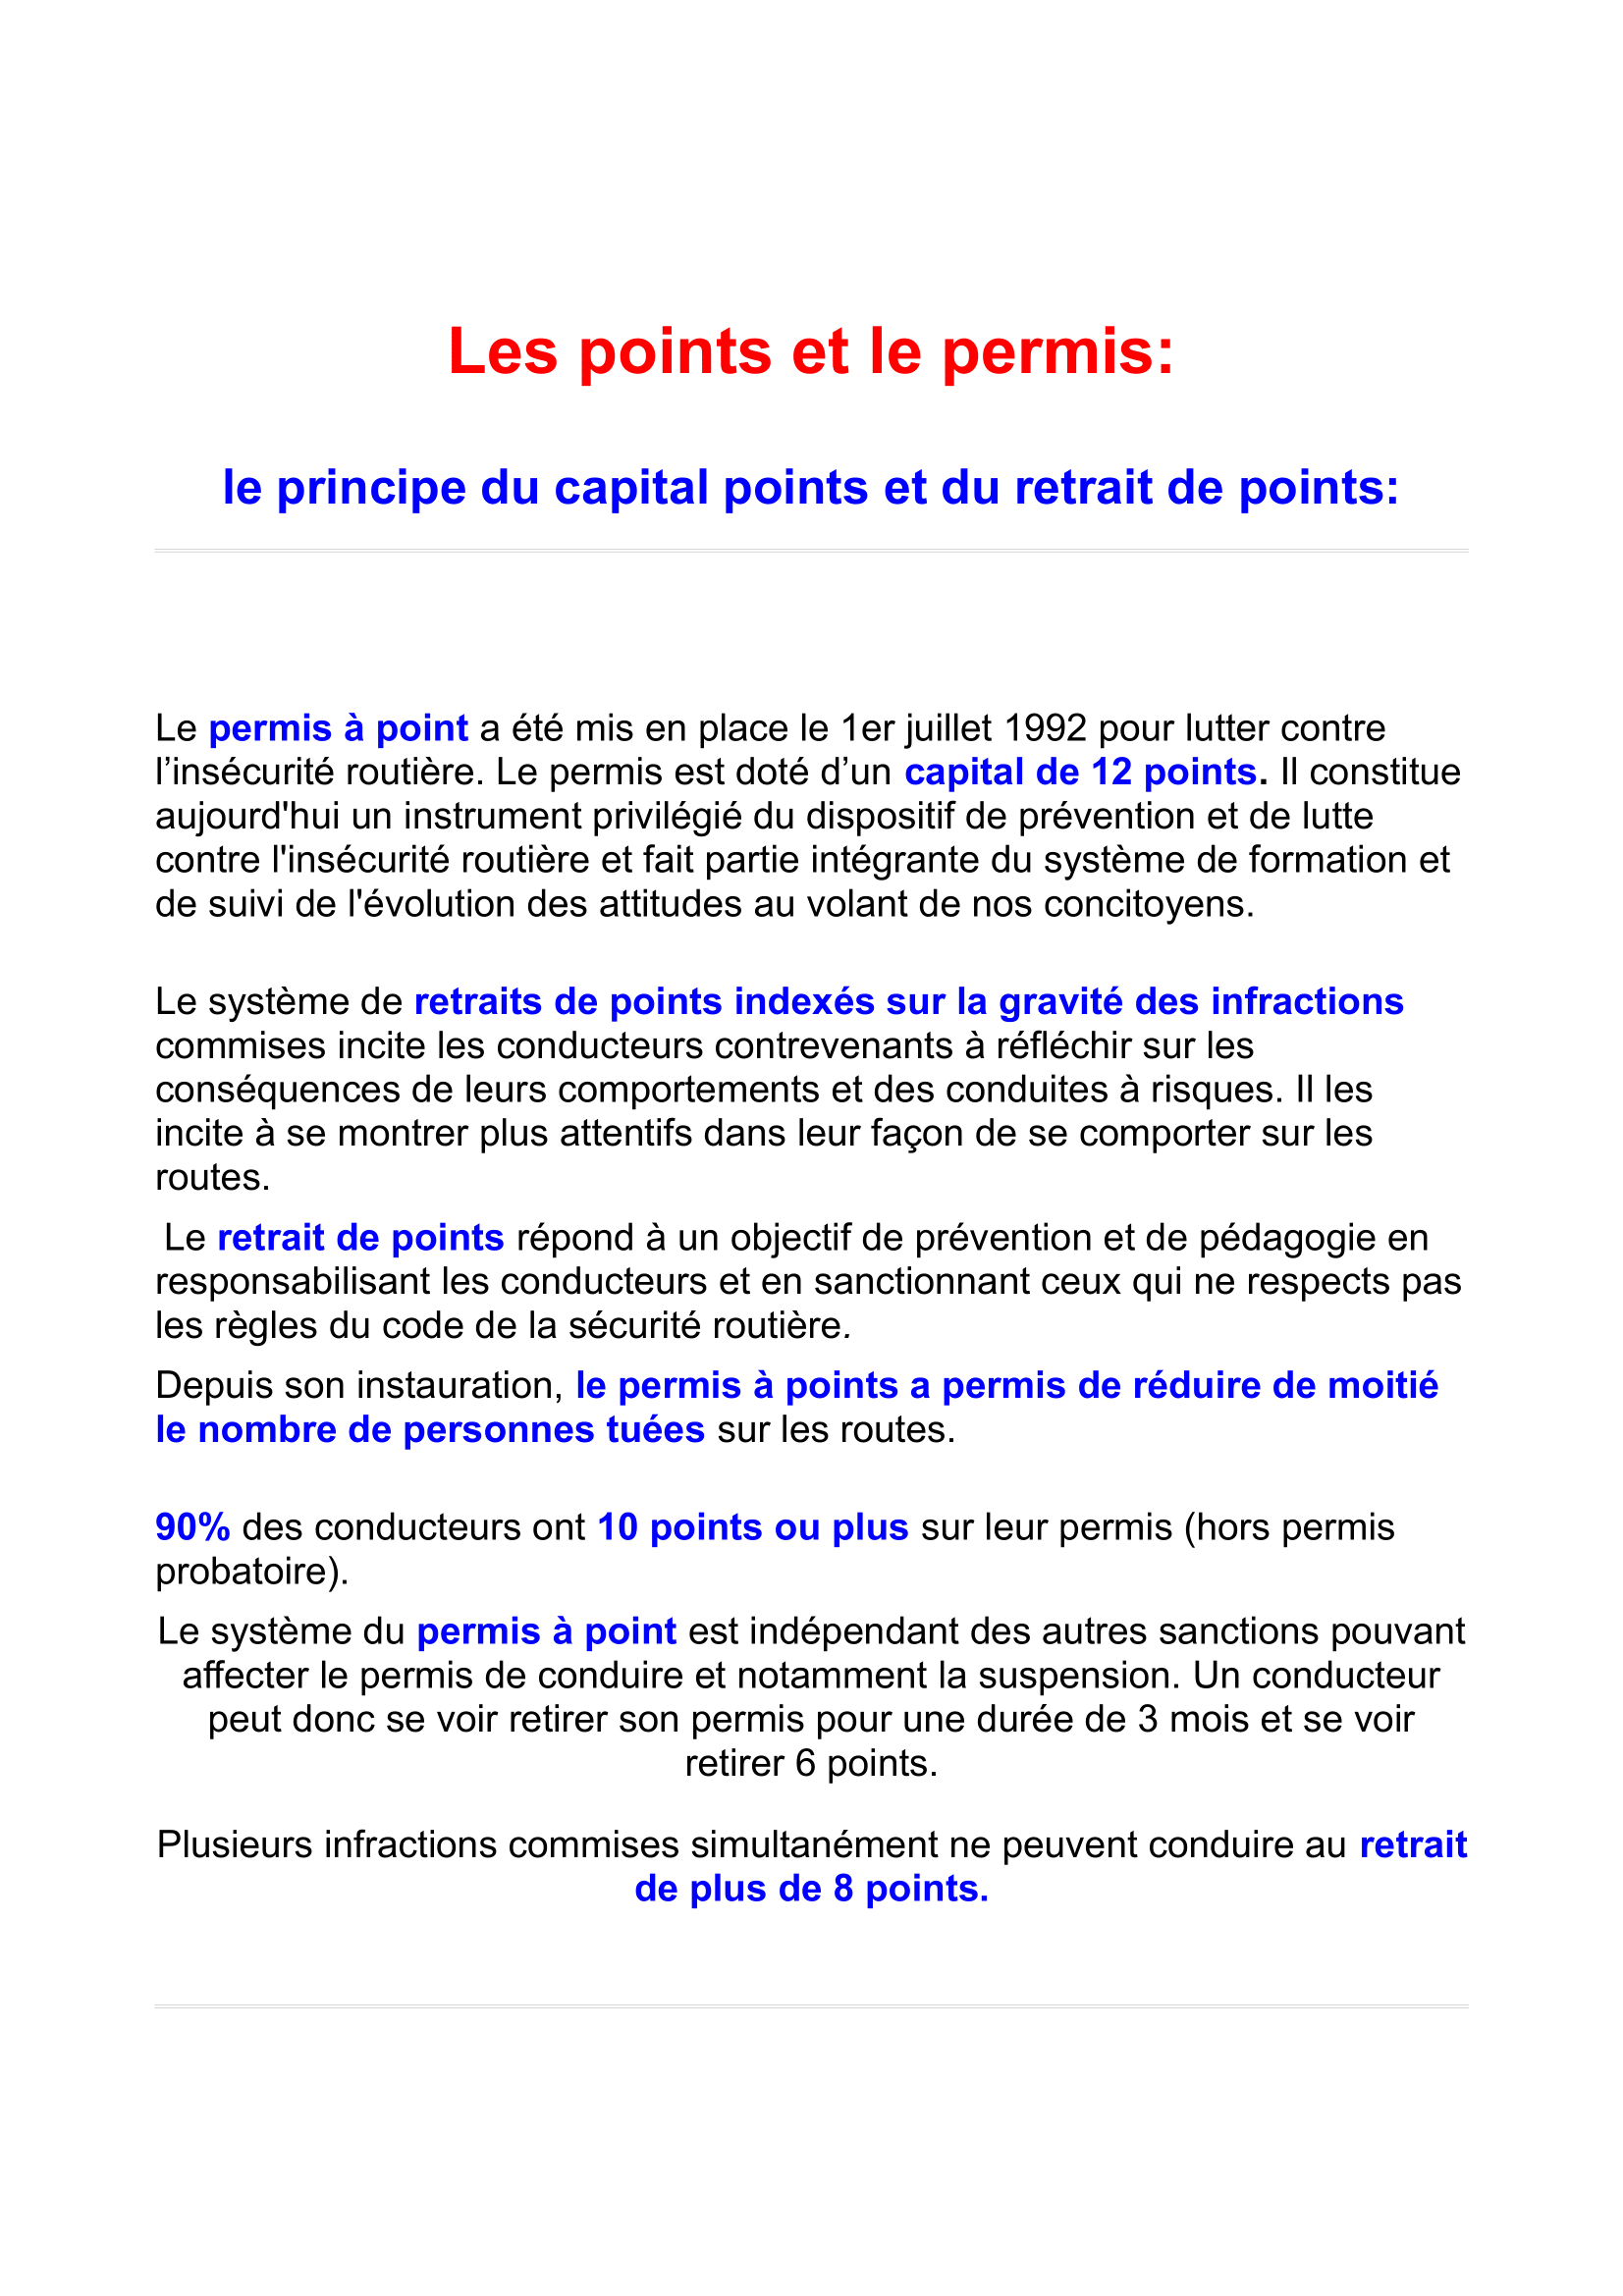 Les points et le permis:
le principe du capital points et du retrait de points:
Le permis à point a été mis en place le 1er juillet 1992 pour lutter contre
l’insécurité routière. Le permis est doté d’un capital de 12 points. Il constitue
aujourd'hui un instrument privilégié du dispositif de prévention et de lutte
contre l'insécurité routière et fait partie intégrante du système de formation et
de suivi de l'évolution des attitudes au volant de nos concitoyens.
Le système de retraits de points indexés sur la gravité des infractions
commises incite les conducteurs contrevenants à réfléchir sur les
conséquences de leurs comportements et des conduites à risques. Il les
incite à se montrer plus attentifs dans leur façon de se comporter sur les
routes.
Le retrait de points répond à un objectif de prévention et de pédagogie en
responsabilisant les conducteurs et en sanctionnant ceux qui ne respects pas
les règles du code de la sécurité routière.
Depuis son instauration, le permis à points a permis de réduire de moitié
le nombre de personnes tuées sur les routes.
90% des conducteurs ont 10 points ou plus sur leur permis (hors permis
probatoire).
Le système du permis à point est indépendant des autres sanctions pouvant
affecter le permis de conduire et notamment la suspension. Un conducteur
peut donc se voir retirer son permis pour une durée de 3 mois et se voir
retirer 6 points.
Plusieurs infractions commises simultanément ne peuvent conduire au retrait
de plus de 8 points.